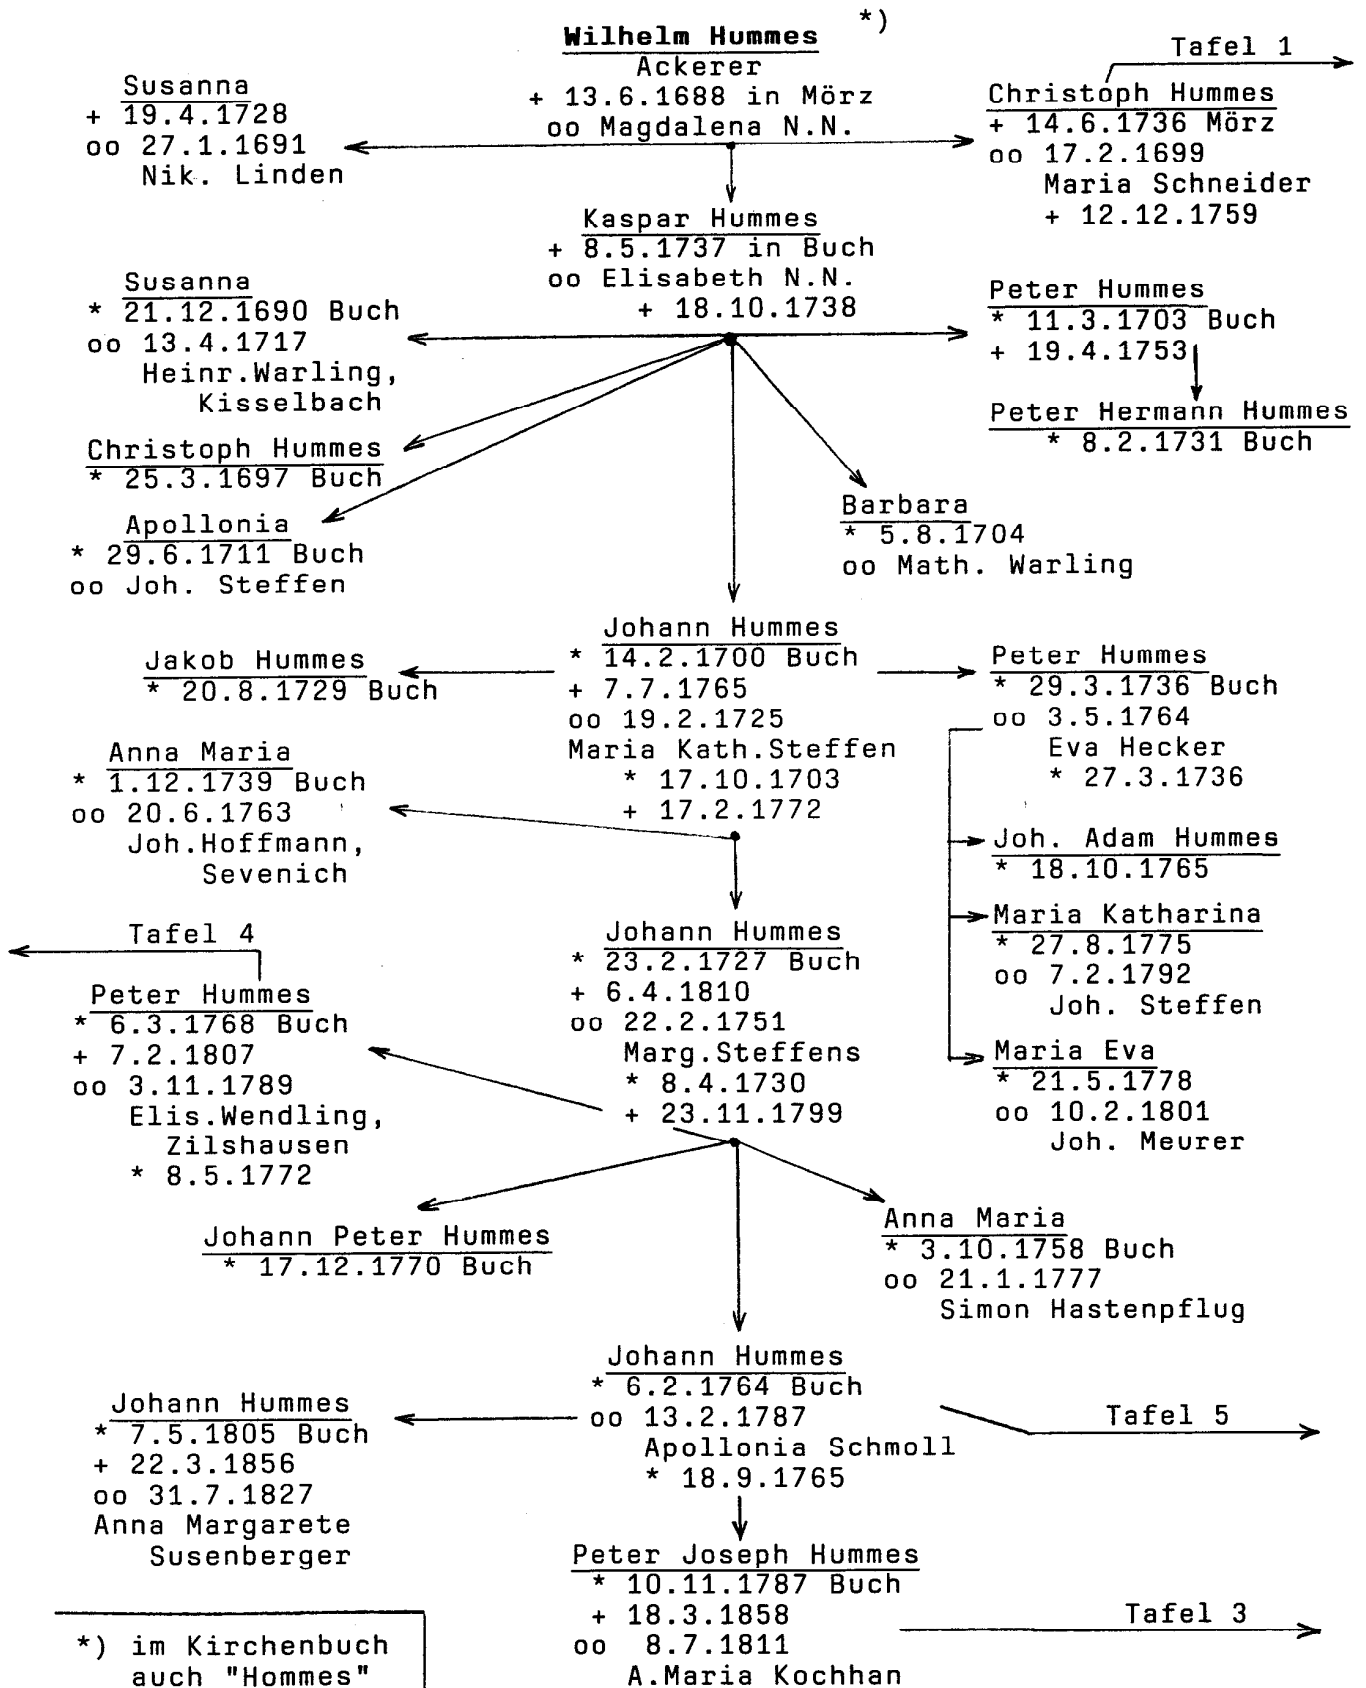 *)
Wilhelm Hummes
Ackerer
+ 13.6.1688 in Mörz
oo Magdalena N.N.
Susanna
+ 19.4.1728
oo 27.1.1691
Nik. Linden
Tafel 1
Christoph Hummes
+ 14.6.1736 Mörz
oo 17.2.1699
Maria Schneider
+ 12.12.1759
Kaspar Hummes
+ 8.5.1737 in Buch
oo Elisabeth N.N.
+ 18.10.1738
Susanna
* 21.12.1690 Buch
oo 13.4.1717
Heinr.Warling,
Kisselbach
Peter Hummes
* 11.3.1703 Buch
+ 19.4.1753
Peter Hermann Hummes
* 8.2.1731 Buch
Christoph Hummes
* 25.3.1697 Buch
Apollonia
* 29.6.1711 Buch
oo Joh. Steffen
Barbara
* 5.8.1704
oo Math. Warling
Johann Hummes
* 14.2.1700 Buch
+ 7.7.1765
oo 19.2.1725
Maria Kath.Steffen
* 17.10.1703
+ 17.2.1772
Jakob Hummes
* 20.8.1729 Buch
Anna Maria
* 1.12.1739 Buch
oo 20.6.1763
Joh.Hoffmann,
Sevenich
Peter Hummes
* 29.3.1736 Buch
oo 3.5.1764
Eva Hecker
* 27.3.1736
Joh. Adam Hummes
* 18.10.1765
Maria Katharina
* 27.8.1775
oo 7.2.1792
Joh. Steffen
Maria Eva
* 21.5.1778
oo 10.2.1801
Joh. Meurer
Johann Hummes
* 23.2.1727 Buch
+ 6.4.1810
oo 22.2.1751
Marg.Steffens
* 8.4.1730
+ 23.11.1799
Tafel 4
Peter Hummes
* 6.3.1768 Buch
+ 7.2.1807
oo 3.11.1789
Elis.Wendling,
Zilshausen
* 8.5.1772
Johann Peter Hummes
* 17.12.1770 Buch
Anna Maria
* 3.10.1758 Buch
oo 21.1.1777
Simon Hastenpflug
Johann Hummes
* 6.2.1764 Buch
oo 13.2.1787
Apollonia Schmoll
* 18.9.1765
Tafel 5
Johann Hummes
* 7.5.1805 Buch
+ 22.3.1856
oo 31.7.1827
Anna Margarete
Susenberger
Peter Joseph Hummes
* 10.11.1787 Buch
+ 18.3.1858
oo 8.7.1811
A.Maria Kochhan
Tafel 3
*) im Kirchenbuch
auch "Hommes"